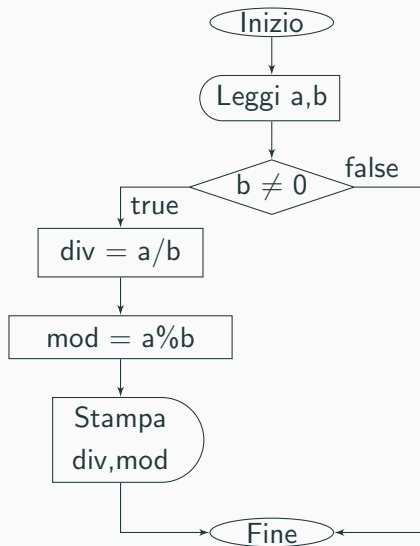 Inizio
Leggi a,b
b ≠ 0
false
true
div = a/b
mod = a%b
Stampa
div,mod
Fine